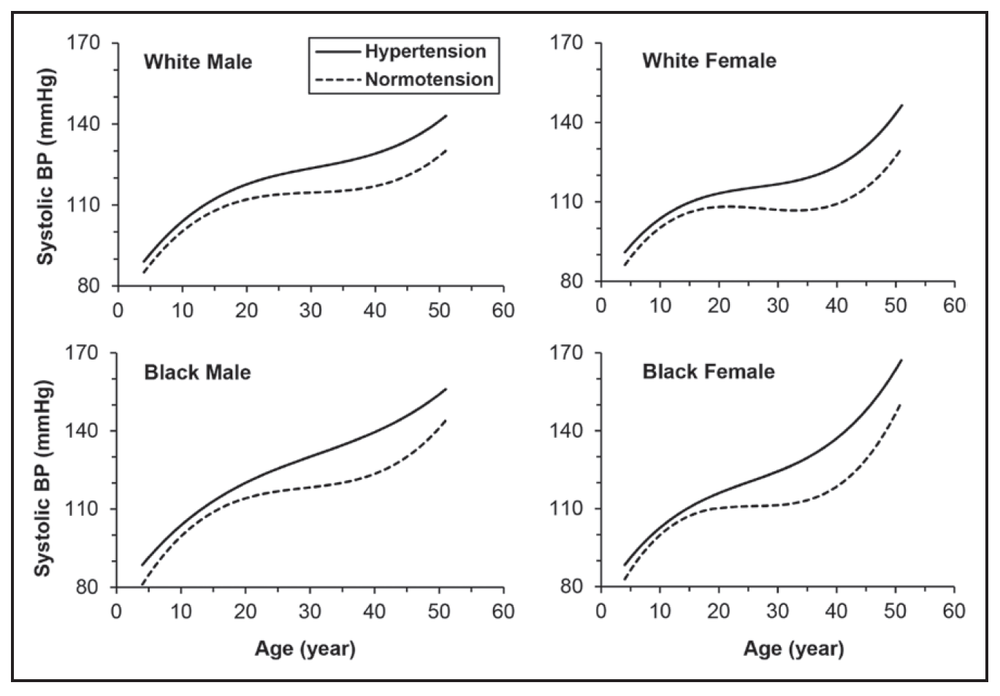 White Male
Hypertension
Normotension
Systolic BP (mmHg)
170
140
110
80
0 10 20 30 40 50 60
White Female
170
140
110
80
0 10 20 30 40 50 60
Black Male
Systolic BP (mmHg)
170
140
110
80
0 10 20 30 40 50 60
Age (year)
Black Female
170
140
110
80
0 10 20 30 40 50 60
Age (year)